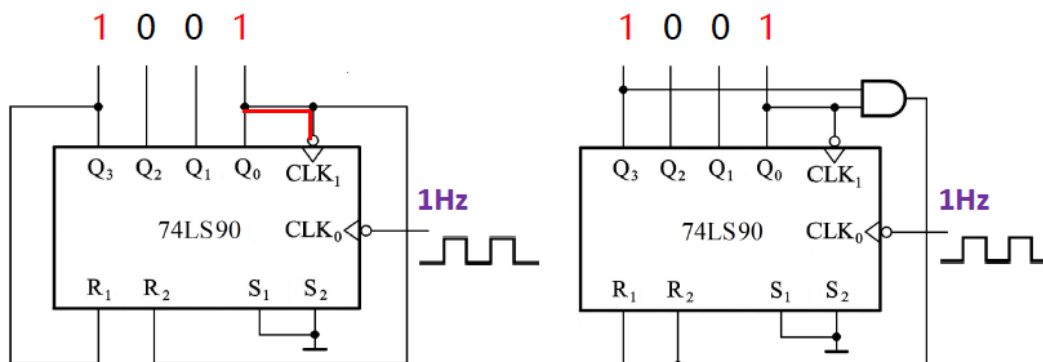 1 0 0 1
Q₃ Q₂ Q₁ Q₀ CLK₁
1Hz
74LS90 CLK₀
R₁ R₂ S₁ S₂
1 0 0 1
Q₃ Q₂ Q₁ Q₀ CLK₁
1Hz
74LS90 CLK₀
R₁ R₂ S₁ S₂